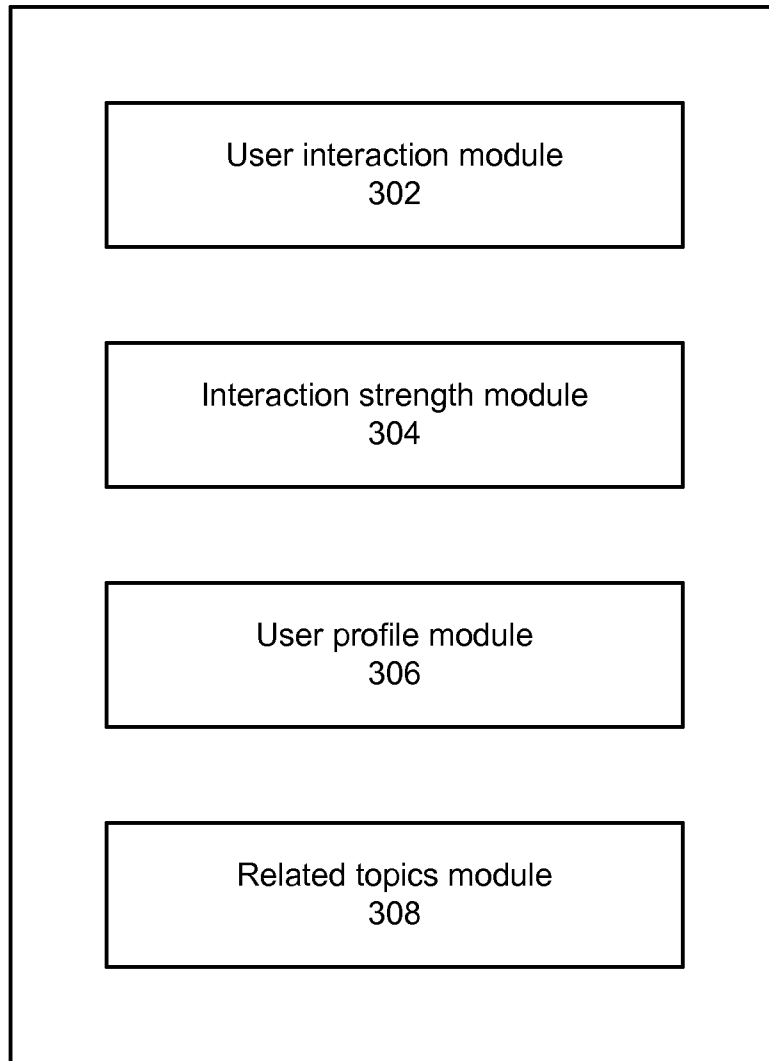 User interaction module
302
Interaction strength module
304
User profile module
306
Related topics module
308